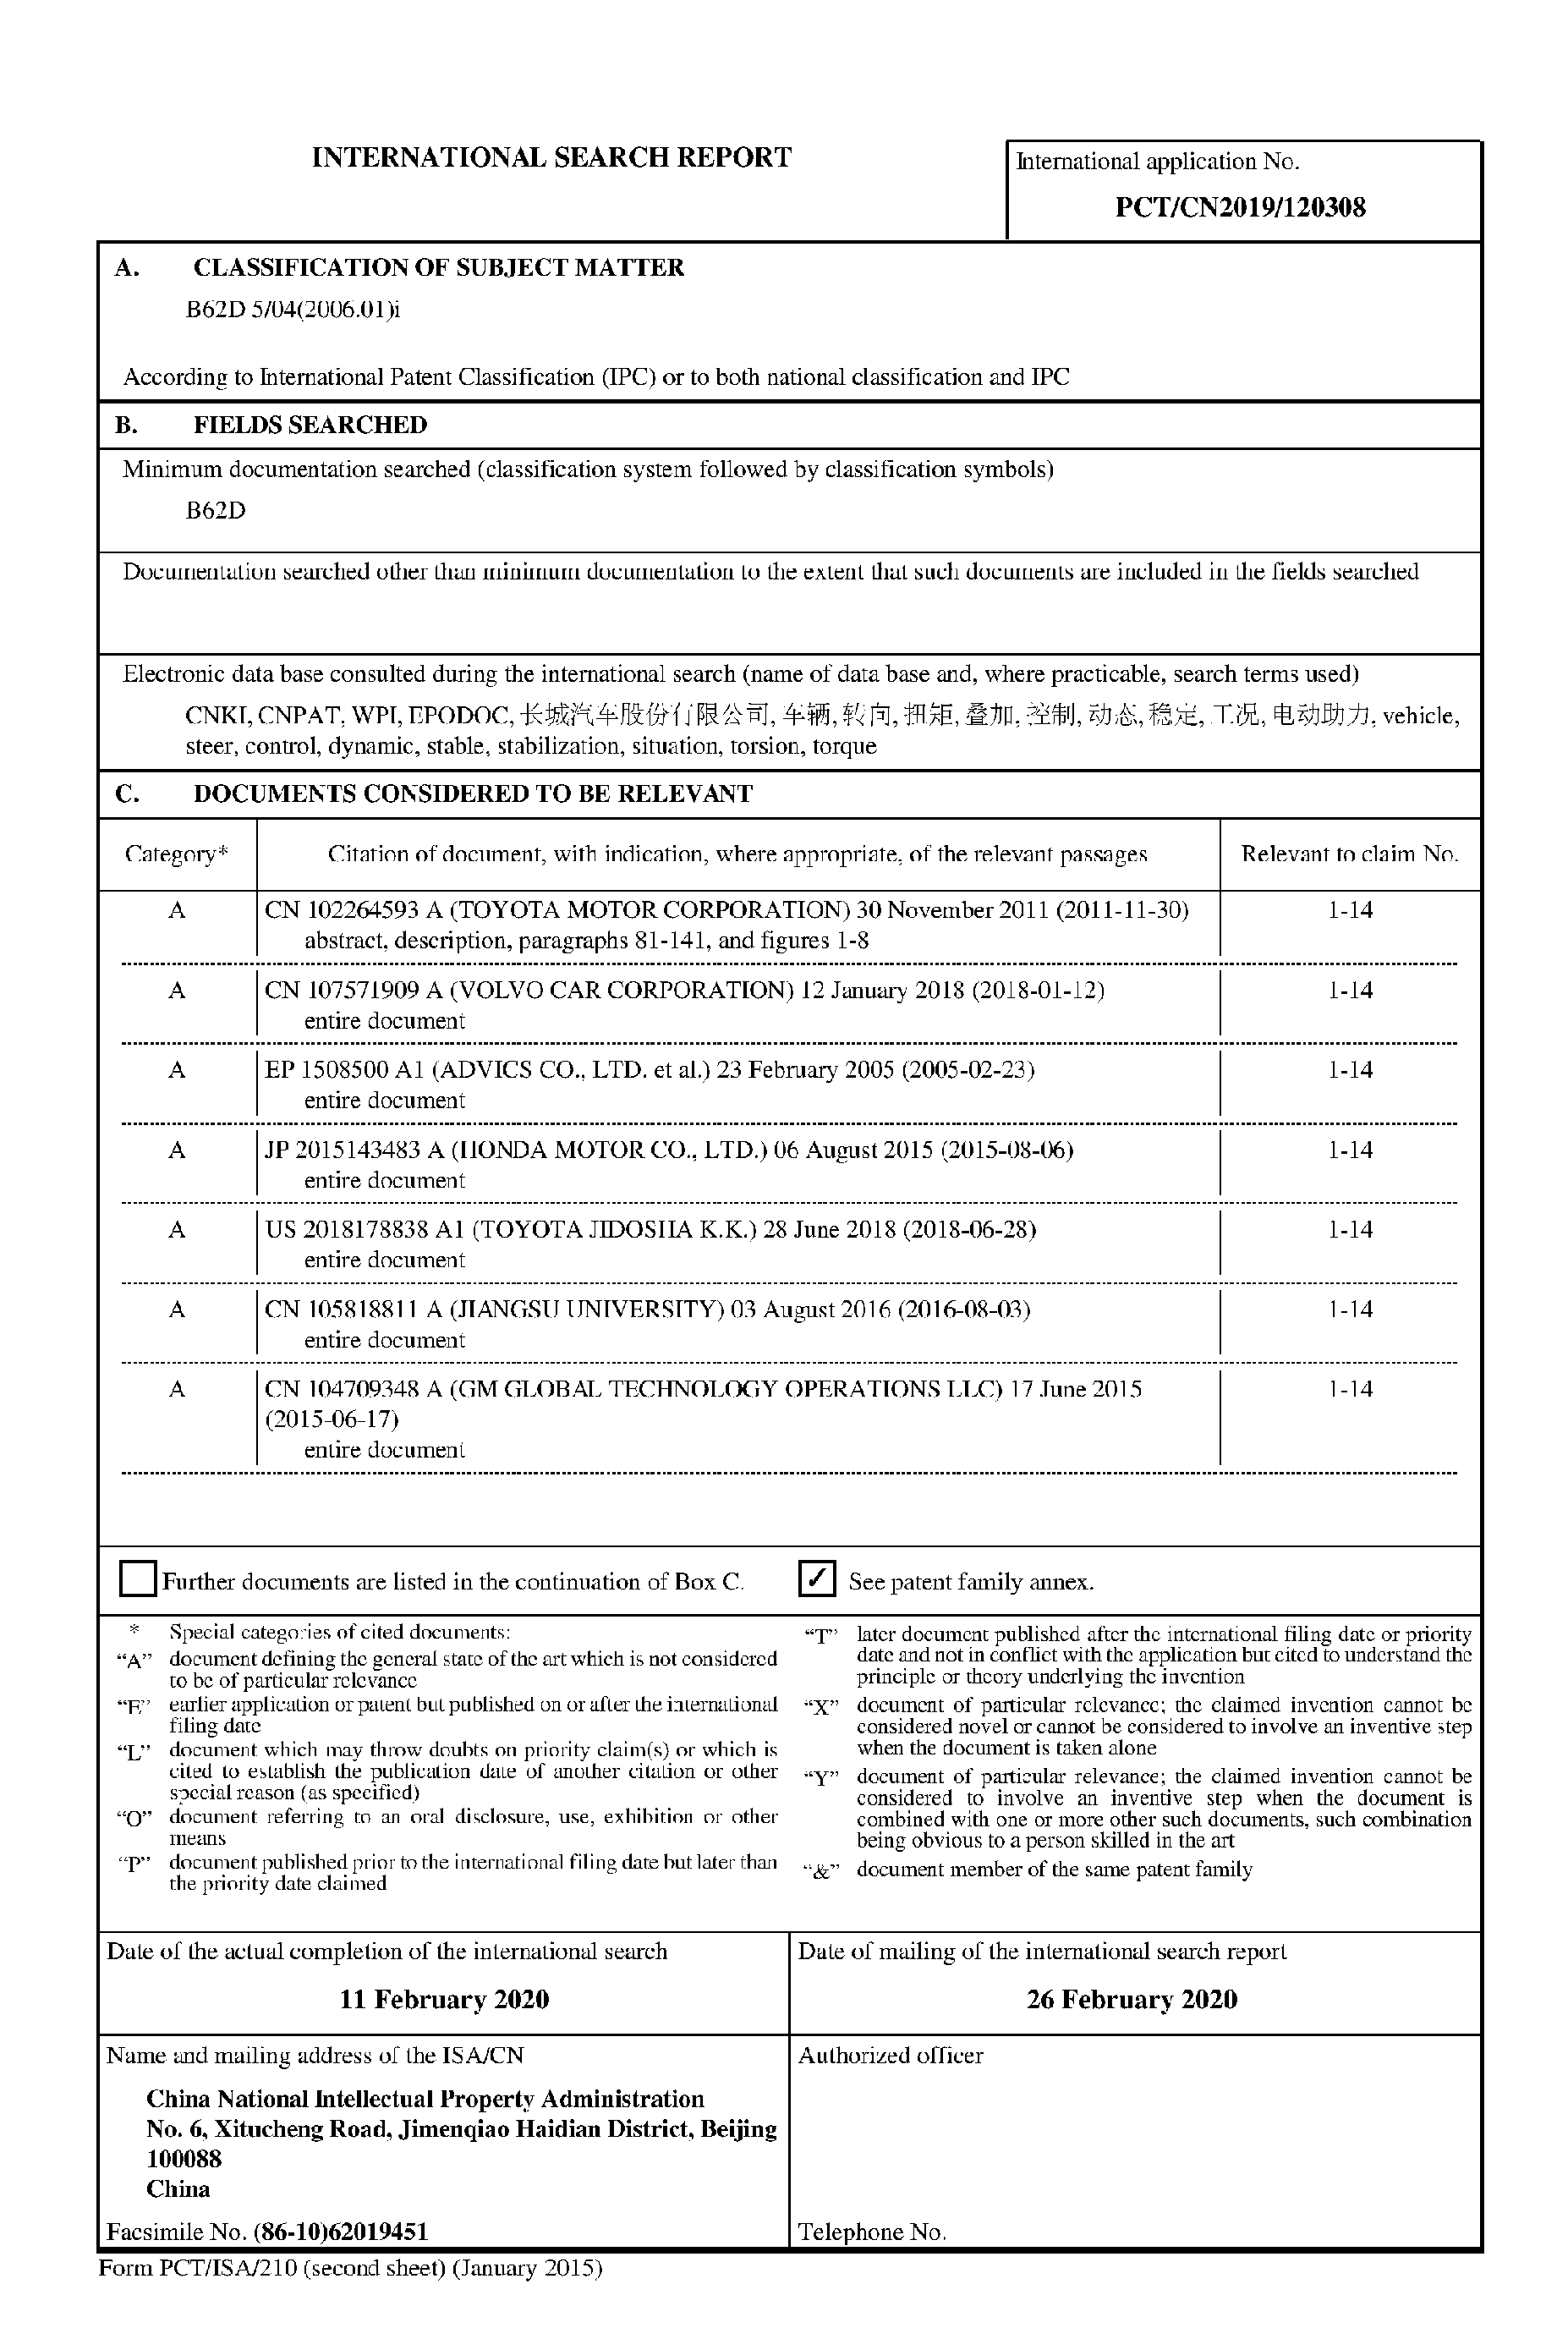 INTERNATIONAL SEARCH REPORT
International application No.
PCT/CN2019/120308
A. CLASSIFICATION OF SUBJECT MATTER
B62D 5/04(2006.01)i
According to International Patent Classification (IPC) or to both national classification and IPC
B. FIELDS SEARCHED
Minimum documentation searched (classification system followed by classification symbols)
B62D
Documentation searched other than minimum documentation to the extent that such documents are included in the fields searched
Electronic data base consulted during the international search (name of data base and, where practicable, search terms used)
CNKI, CNPAT, WPI, EPODOC, 长城汽车股份有限公司, 车辆, 转向, 扭矩, 叠加, 控制, 动态, 稳定, 工况, 电动助力, vehicle,
steer, control, dynamic, stable, stabilization, situation, torsion, torque
C. DOCUMENTS CONSIDERED TO BE RELEVANT
Category* Citation of document, with indication, where appropriate, of the relevant passages Relevant to claim No.
A CN 102264593 A (TOYOTA MOTOR CORPORATION) 30 November 2011 (2011-11-30) 1-14
abstract, description, paragraphs 81-141, and figures 1-8
A CN 107571909 A (VOLVO CAR CORPORATION) 12 January 2018 (2018-01-12) 1-14
entire document
A EP 1508500 A1 (ADVICS CO., LTD. et al.) 23 February 2005 (2005-02-23) 1-14
entire document
A JP 2015143483 A (HONDA MOTOR CO., LTD.) 06 August 2015 (2015-08-06) 1-14
entire document
A US 2018178838 A1 (TOYOTA JIDOSHA K.K.) 28 June 2018 (2018-06-28) 1-14
entire document
A CN 105818811 A (JIANGSU UNIVERSITY) 03 August 2016 (2016-08-03) 1-14
entire document
A CN 104709348 A (GM GLOBAL TECHNOLOGY OPERATIONS LLC) 17 June 2015 1-14
(2015-06-17)
entire document
Further documents are listed in the continuation of Box C. ✓ See patent family annex.
* Special categories of cited documents:
“A” document defining the general state of the art which is not considered
to be of particular relevance
“E” earlier application or patent but published on or after the international
filing date
“L” document which may throw doubts on priority claim(s) or which is
cited to establish the publication date of another citation or other
special reason (as specified)
“O” document referring to an oral disclosure, use, exhibition or other
means
“P” document published prior to the international filing date but later than
the priority date claimed
“T” later document published after the international filing date or priority
date and not in conflict with the application but cited to understand the
principle or theory underlying the invention
“X” document of particular relevance; the claimed invention cannot be
considered novel or cannot be considered to involve an inventive step
when the document is taken alone
“Y” document of particular relevance; the claimed invention cannot be
considered to involve an inventive step when the document is
combined with one or more other such documents, such combination
being obvious to a person skilled in the art
“&” document member of the same patent family
Date of the actual completion of the international search
11 February 2020
Date of mailing of the international search report
26 February 2020
Name and mailing address of the ISA/CN
China National Intellectual Property Administration
No. 6, Xitucheng Road, Jimenqiao Haidian District, Beijing
100088
China
Facsimile No. (86-10)62019451
Authorized officer
Telephone No.
Form PCT/ISA/210 (second sheet) (January 2015)